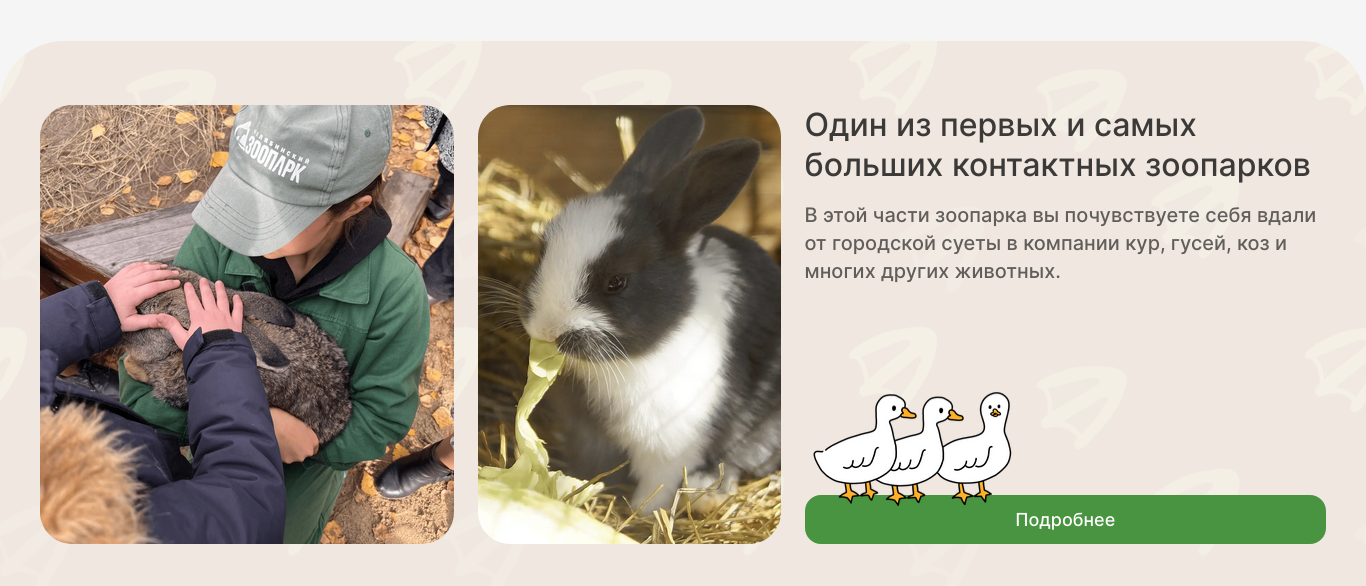 ЗООПАРК
Один из первых и самых
больших контактных зоопарков
В этой части зоопарка вы почувствуете себя вдали
от городской суеты в компании кур, гусей, коз и
многих других животных.
Подробнее